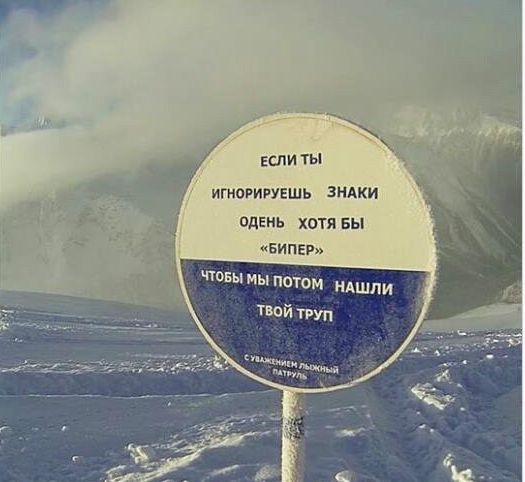 ЕСЛИ ТЫ
ИГНОРИРУЕШЬ ЗНАКИ
ОДЕНЬ ХОТЯ БЫ
«БИПЕР»
ЧТОБЫ МЫ ПОТОМ НАШЛИ
ТВОЙ ТРУП
С УВАЖЕНИЕМ ЛЫЖНЫЙ
ПАТРУЛЬ